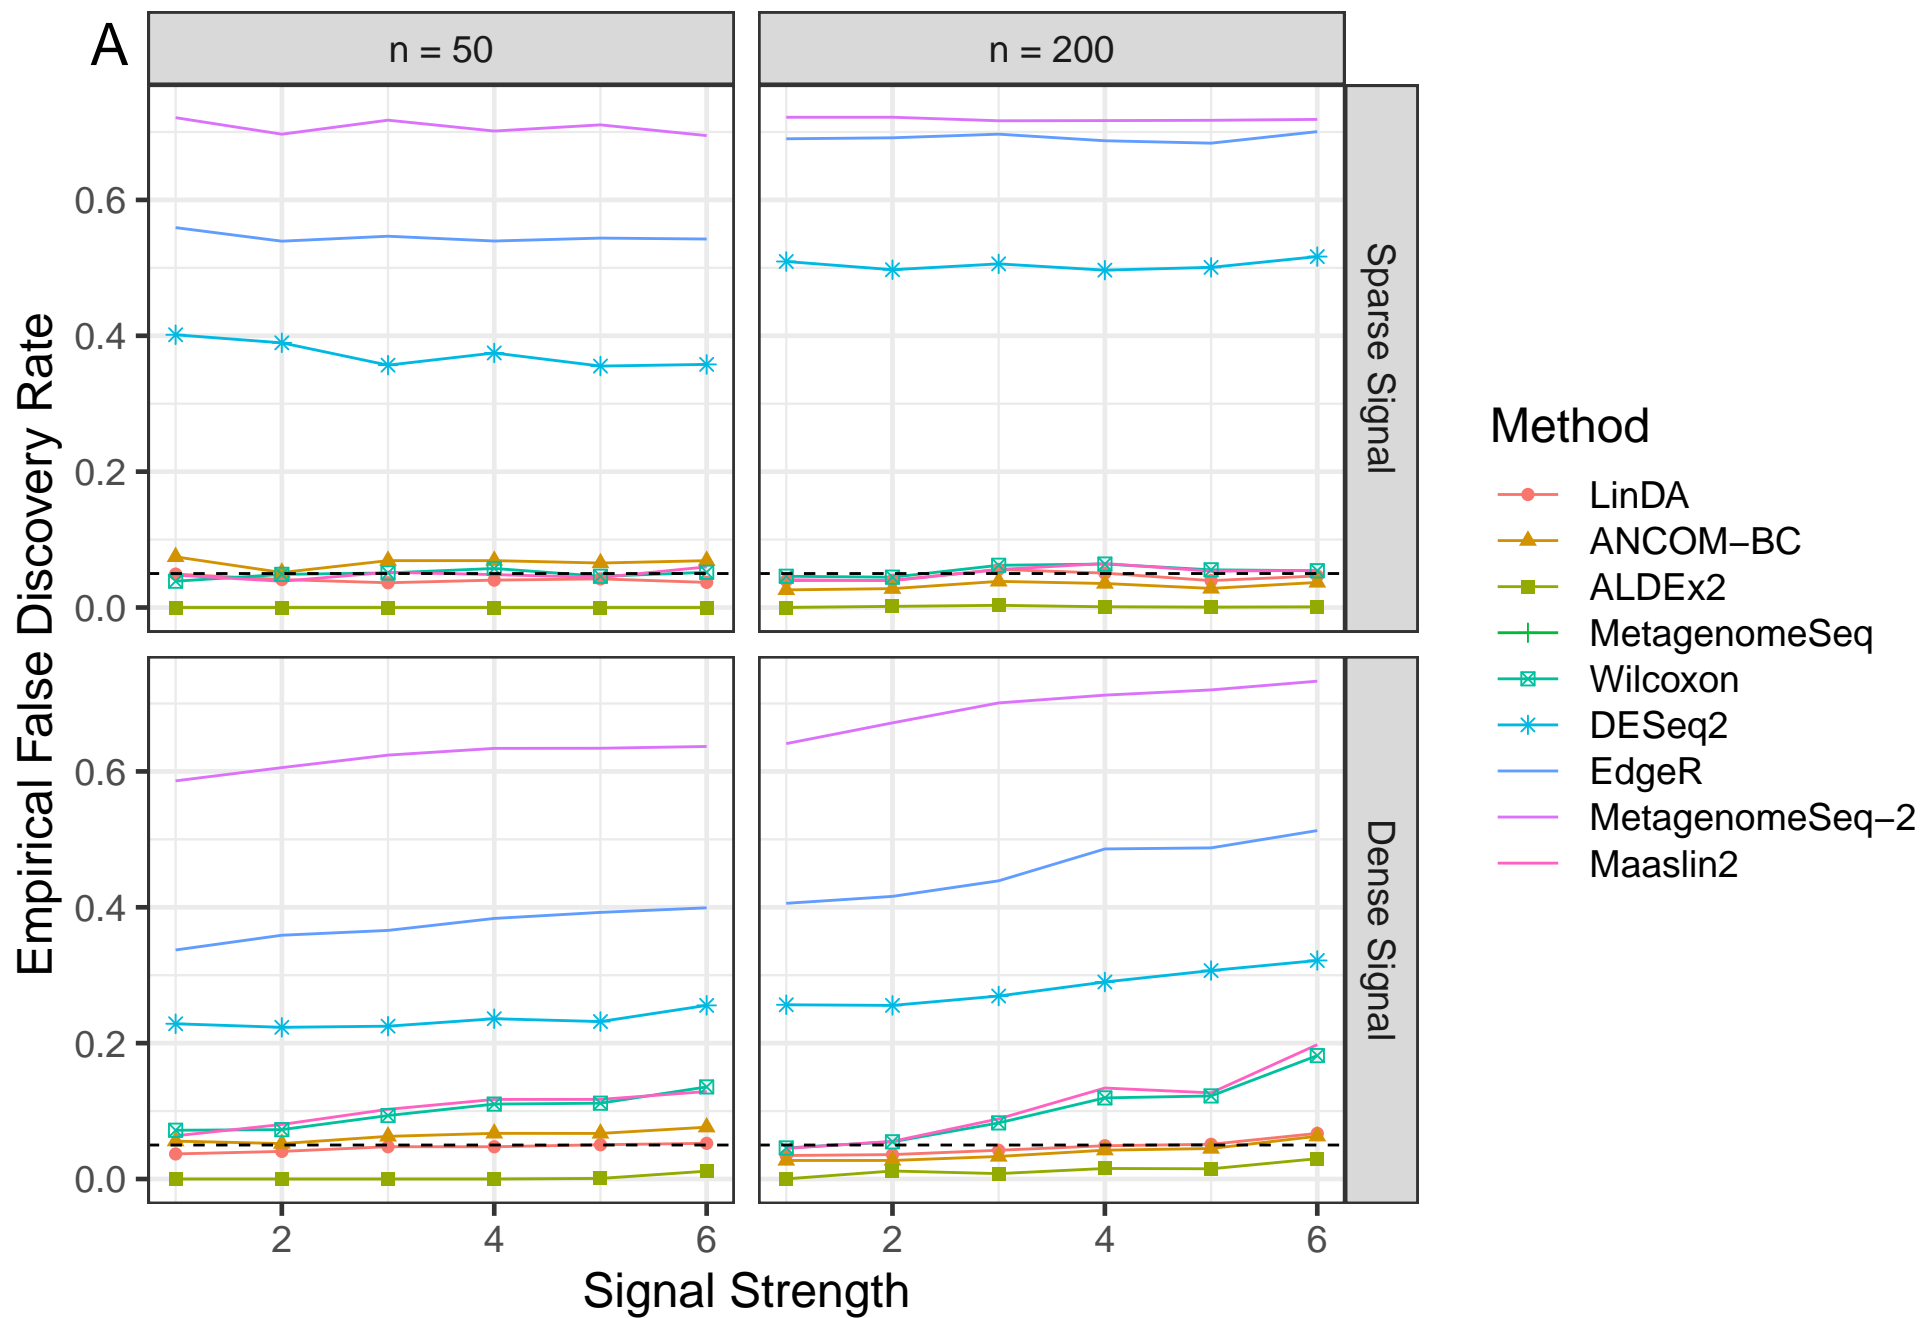 A
n = 50
n = 200
Empirical False Discovery Rate
0.6
0.4
0.2
0.0
Sparse Signal
0.6
0.4
0.2
0.0
Dense Signal
2
4
6
2
4
6
Signal Strength
Method
LinDA
ANCOM−BC
ALDEx2
MetagenomeSeq
Wilcoxon
DESeq2
EdgeR
MetagenomeSeq−2
Maaslin2